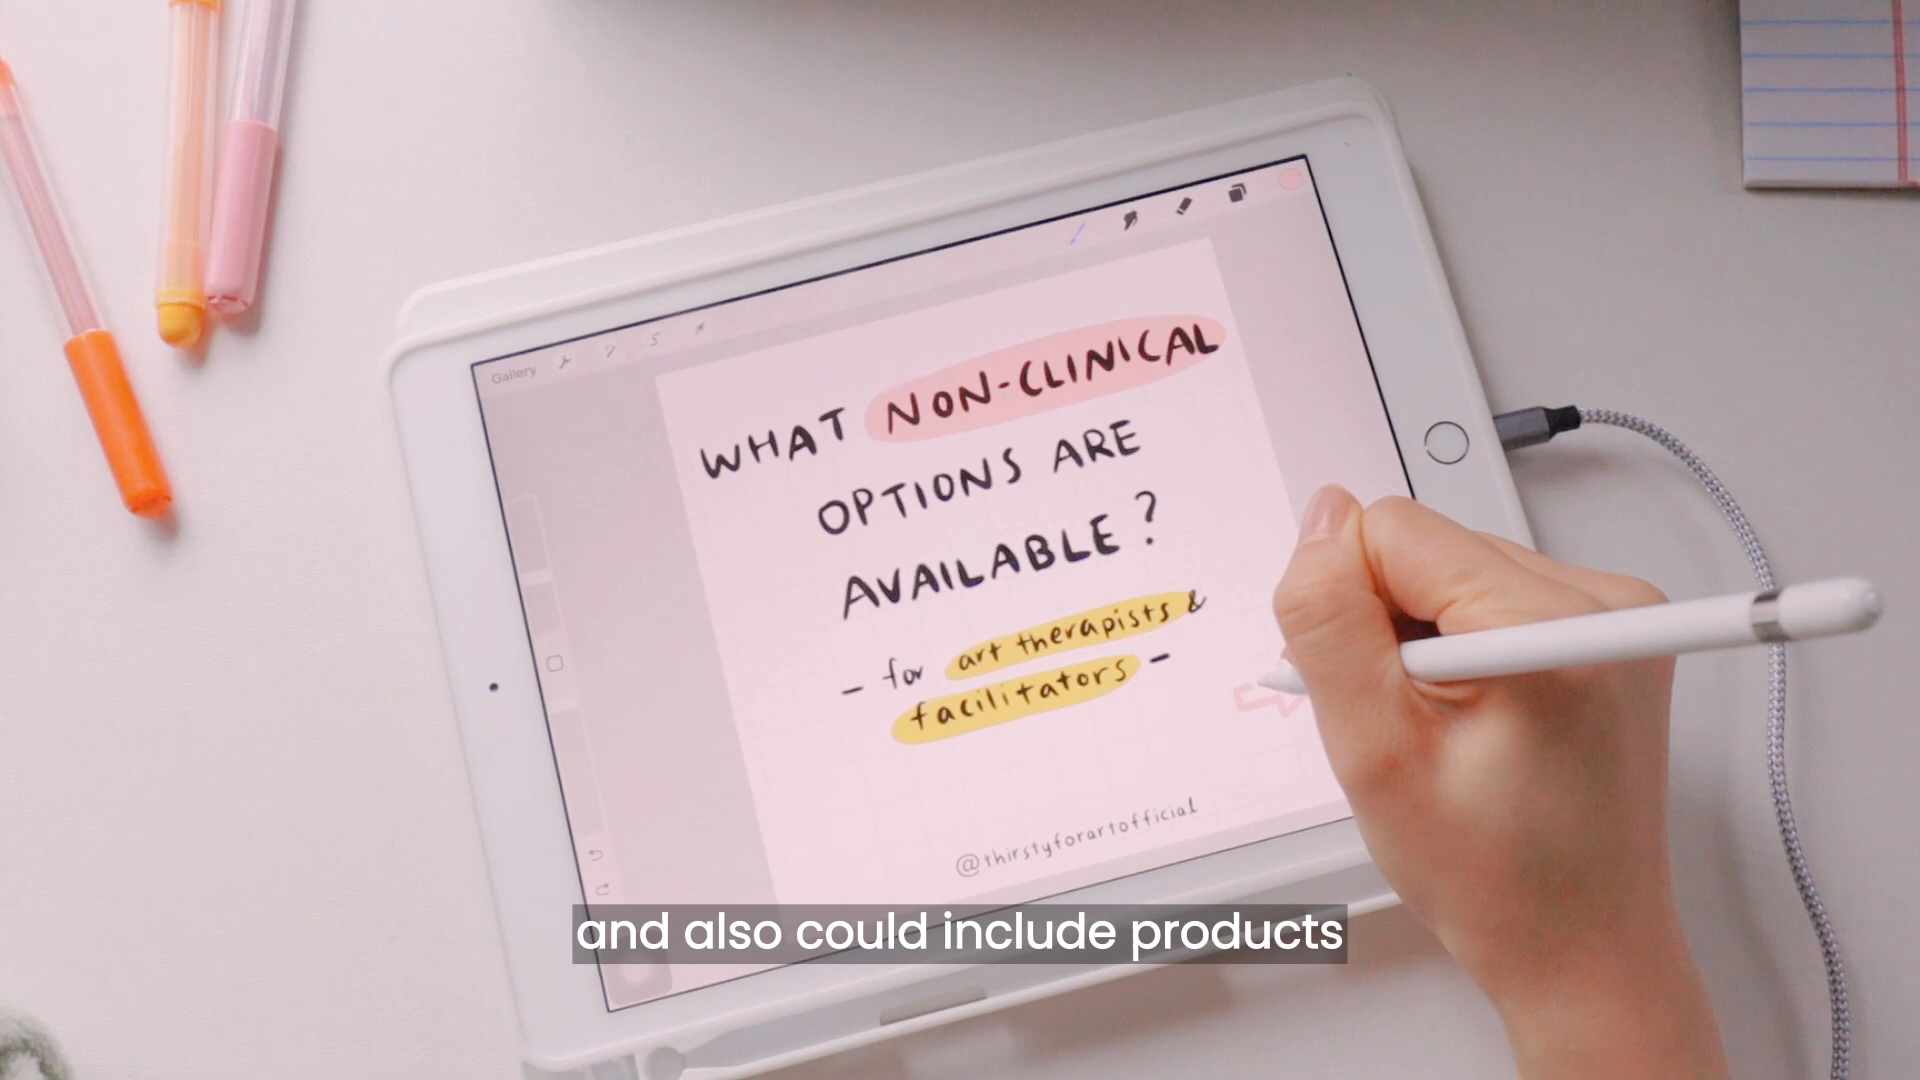 Gallery
WHAT NON-CLINICAL
OPTIONS ARE
AVAILABLE?
- for art therapists &
facilitators -
@thirstyforartofficial
and also could include products